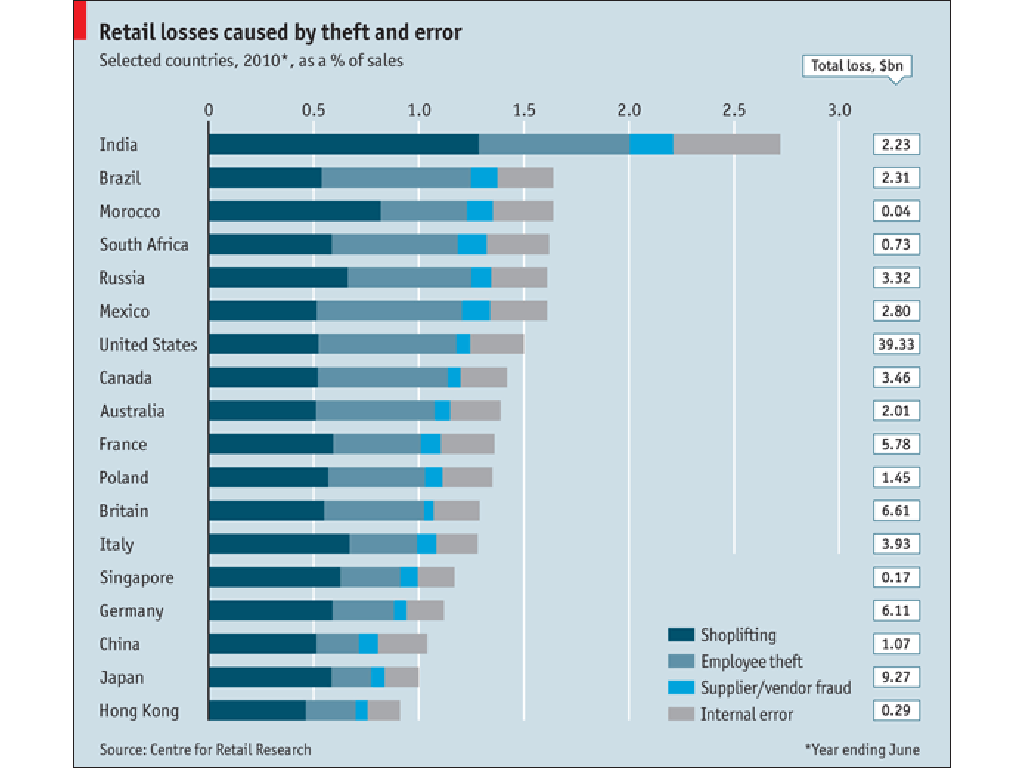 Retail losses caused by theft and error
Selected countries, 2010*, as a % of sales
Total loss, $bn
0 0.5 1.0 1.5 2.0 2.5 3.0
India 2.23
Brazil 2.31
Morocco 0.04
South Africa 0.73
Russia 3.32
Mexico 2.80
United States 39.33
Canada 3.46
Australia 2.01
France 5.78
Poland 1.45
Britain 6.61
Italy 3.93
Singapore 0.17
Germany 6.11
China 1.07
Japan 9.27
Hong Kong 0.29
Shoplifting
Employee theft
Supplier/vendor fraud
Internal error
Source: Centre for Retail Research
*Year ending June